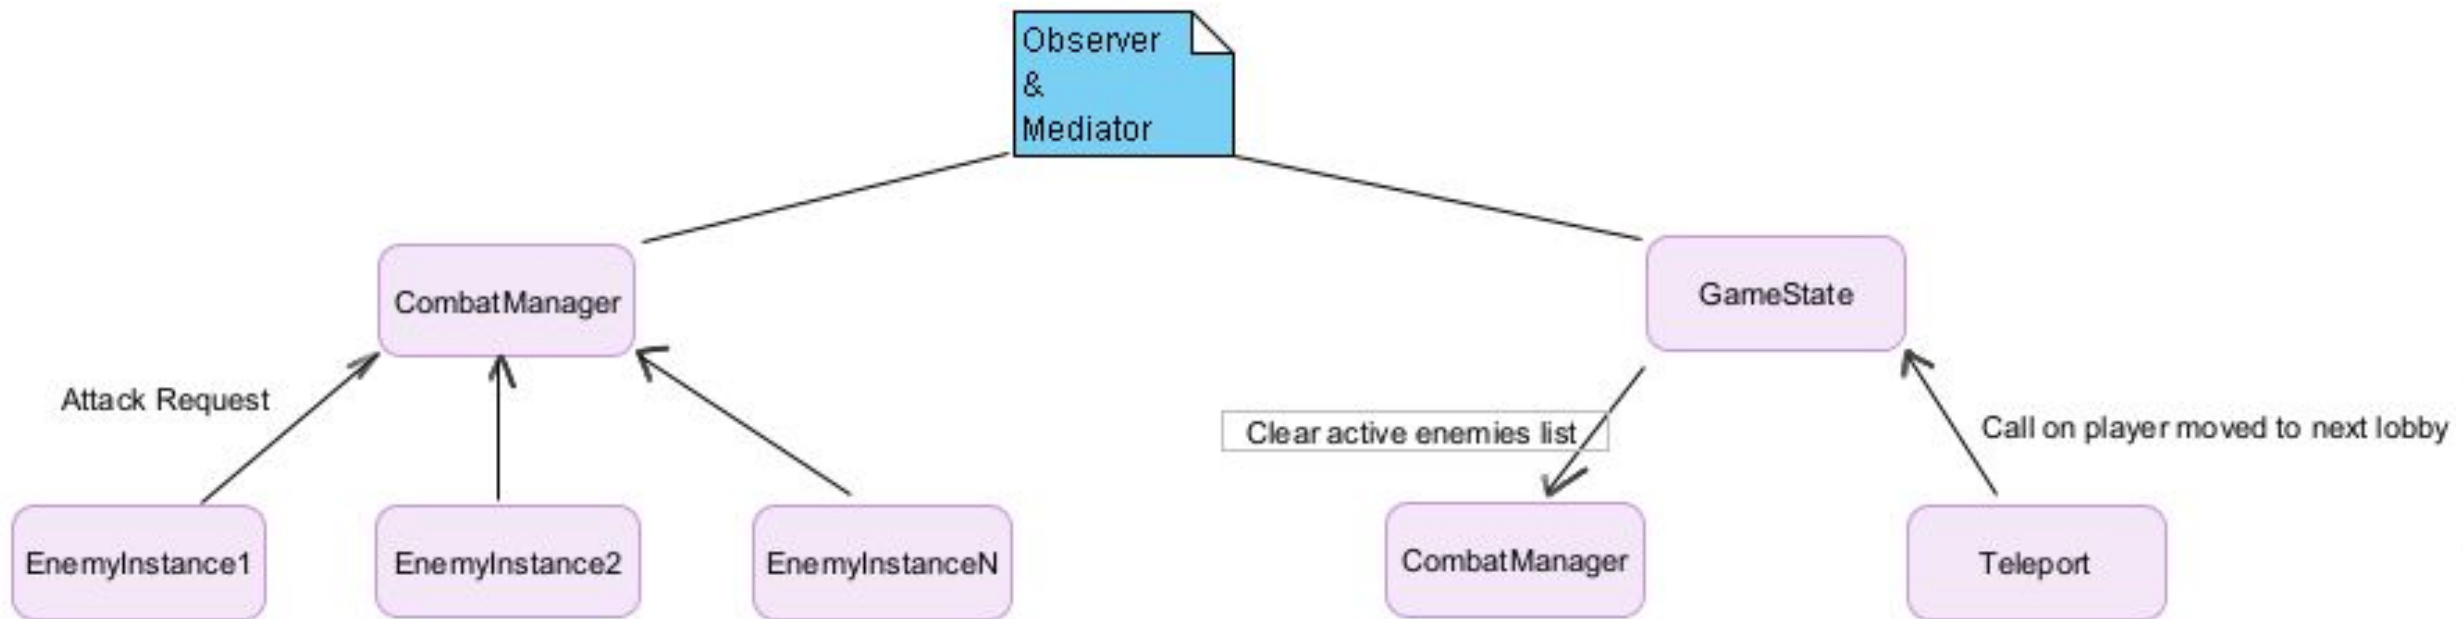 Observer
&
Mediator
CombatManager
GameState
Attack Request
Clear active enemies list
Call on player moved to next lobby
EnemyInstance1
EnemyInstance2
EnemyInstanceN
CombatManager
Teleport